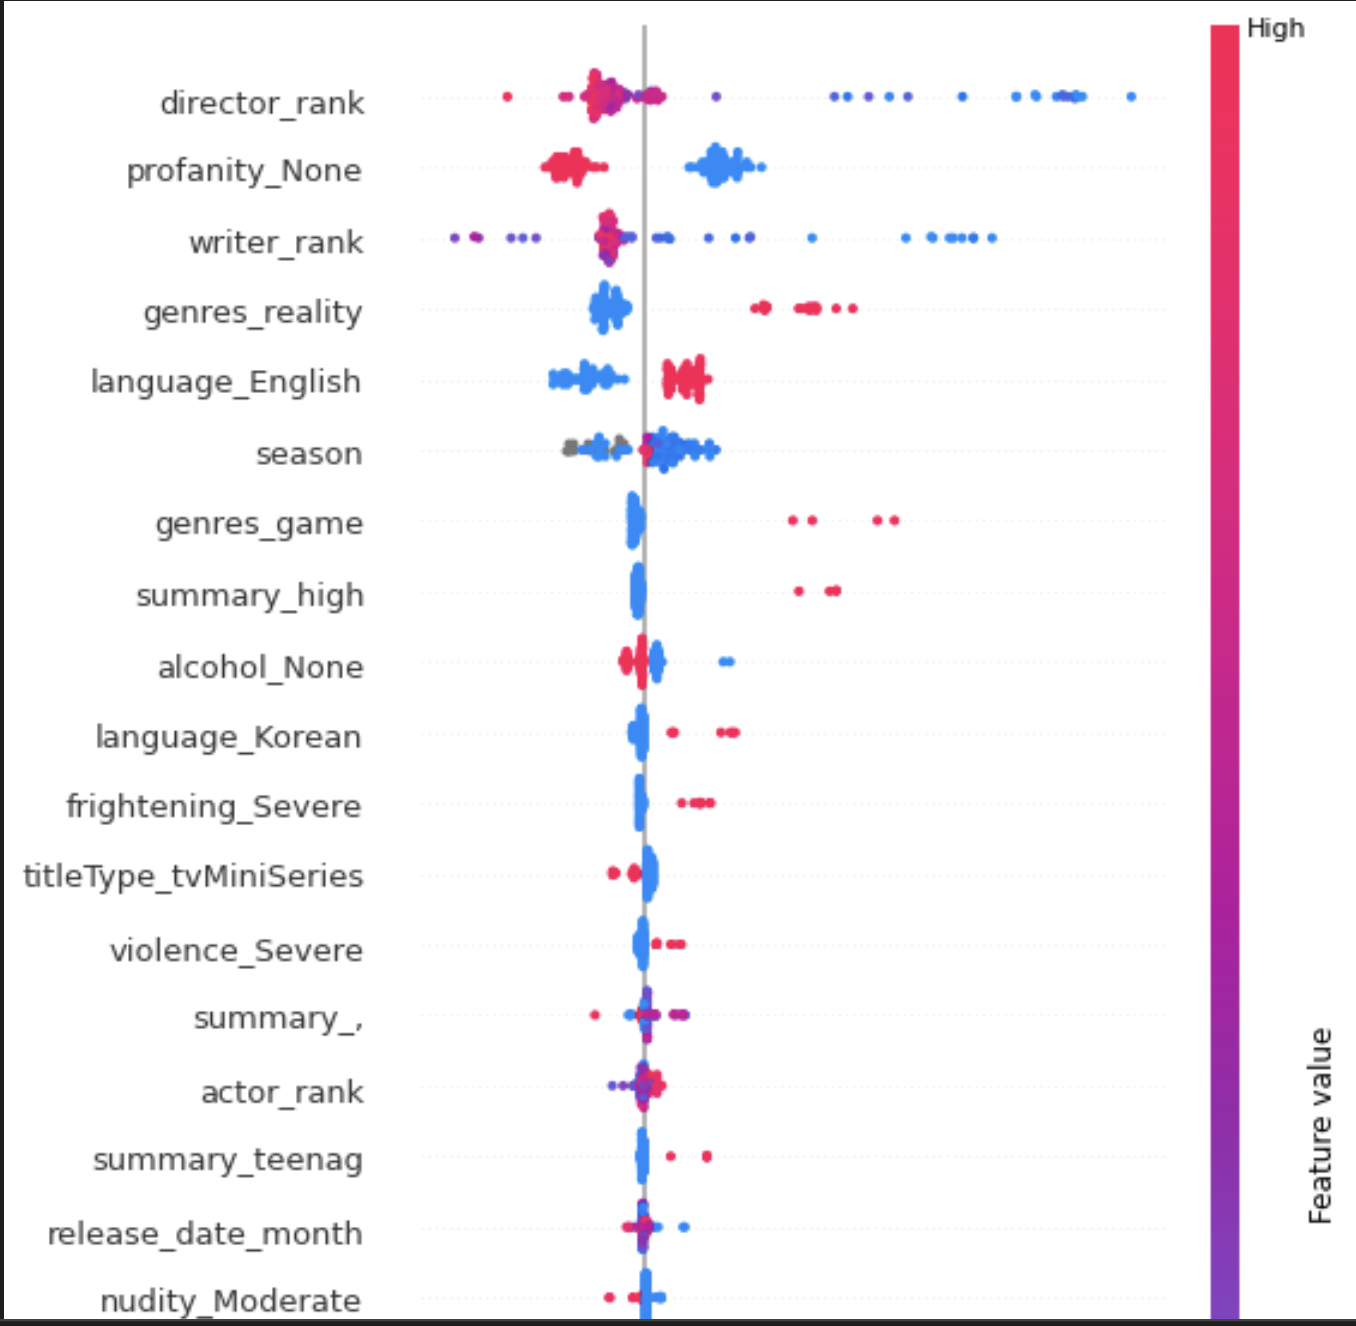 High
director_rank
profanity_None
writer_rank
genres_reality
language_English
season
genres_game
summary_high
alcohol_None
language_Korean
frightening_Severe
titleType_tvMiniSeries
violence_Severe
summary_,
actor_rank
summary_teenag
release_date_month
nudity_Moderate
Feature value